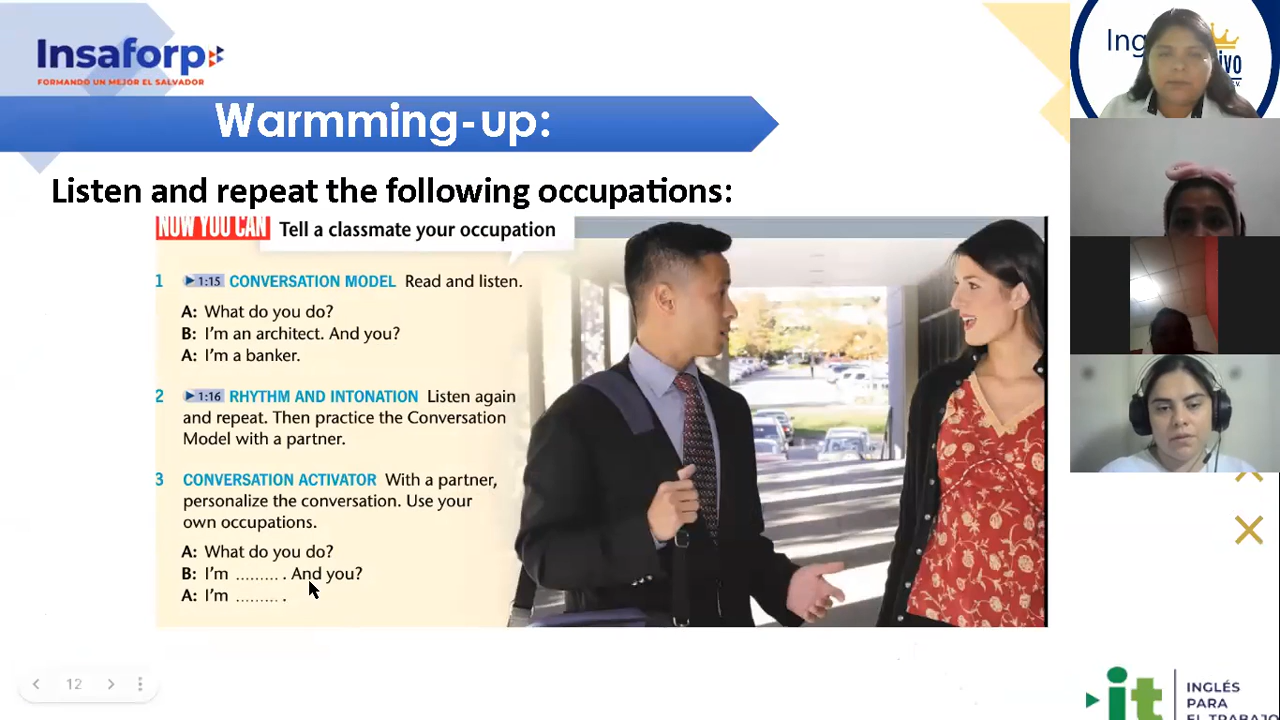 Insaforp
FORMANDO UN MEJOR EL SALVADOR
Warmming-up:
Listen and repeat the following occupations:
NOW YOU CAN Tell a classmate your occupation
1 ▶ 1:15 CONVERSATION MODEL Read and listen.
A: What do you do?
B: I'm an architect. And you?
A: I'm a banker.
2 ▶ 1:16 RHYTHM AND INTONATION Listen again
and repeat. Then practice the Conversation
Model with a partner.
3 CONVERSATION ACTIVATOR With a partner,
personalize the conversation. Use your
own occupations.
A: What do you do?
B: I'm ......... . And you?
A: I'm ......... .
12
it
INGLÉS
PARA
EL TRABAJO